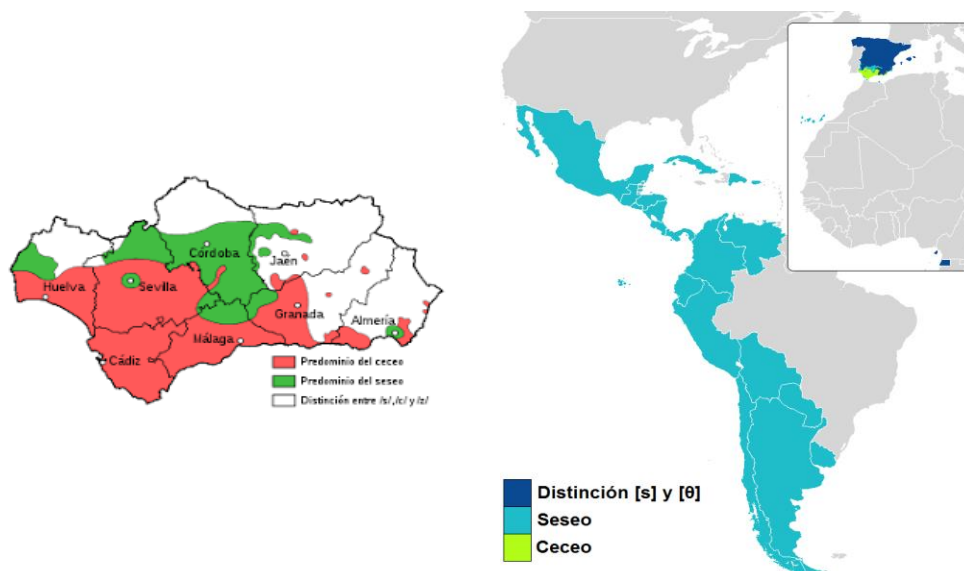 Córdoba
Jaén
Huelva
Sevilla
Granada
Almería
Málaga
Cádiz
Predominio del ceceo
Predominio del seseo
Distinción entre /s/,/c/ y /z/
Distinción [s] y [θ]
Seseo
Ceceo